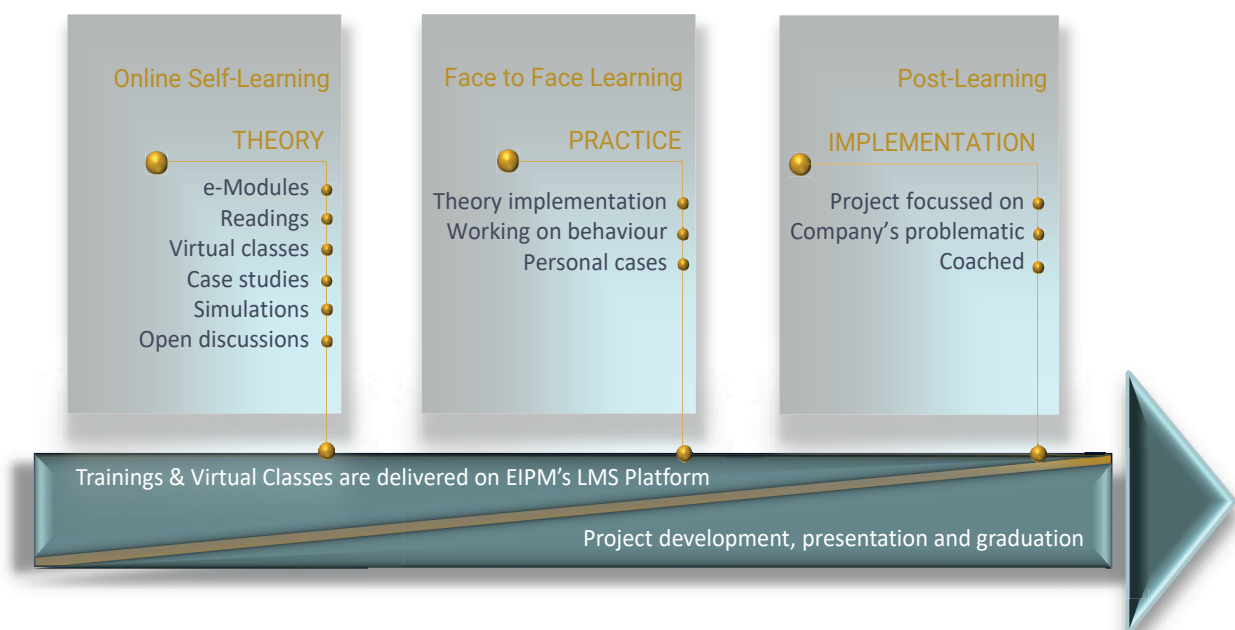 Online Self-Learning
THEORY
e-Modules
Readings
Virtual classes
Case studies
Simulations
Open discussions
Face to Face Learning
PRACTICE
Theory implementation
Working on behaviour
Personal cases
Post-Learning
IMPLEMENTATION
Project focussed on
Company’s problematic
Coached
Trainings & Virtual Classes are delivered on EIPM’s LMS Platform
Project development, presentation and graduation